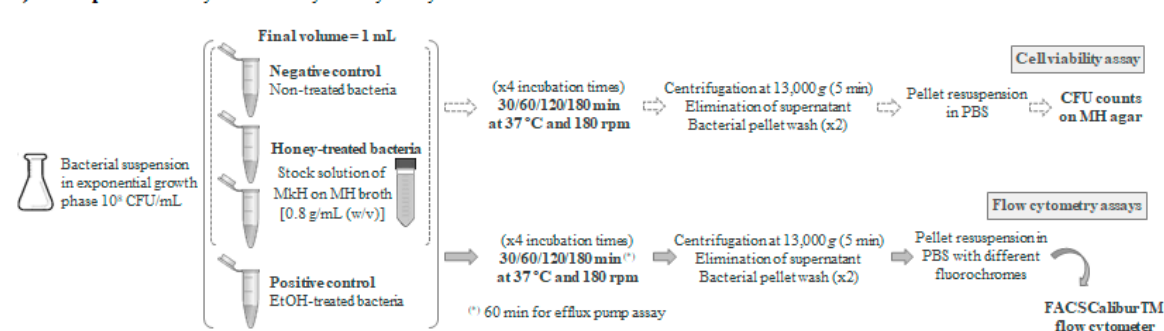 Final volume = 1 mL
Negative control
Non-treated bacteria
Honey-treated bacteria
Stock solution of
MkH on MH broth
[0.8 g/mL (w/v)]
Positive control
EtOH-treated bacteria
Bacterial suspension
in exponential growth
phase 10⁸ CFU/mL
Cell viability assay
(x4 incubation times)
30/60/120/180 min
at 37 °C and 180 rpm
Centrifugation at 13,000 g (5 min)
Elimination of supernatant
Bacterial pellet wash (x2)
Pellet resuspension
in PBS
CFU counts
on MH agar
Flow cytometry assays
(x4 incubation times)
30/60/120/180 min(*)
at 37 °C and 180 rpm
(*) 60 min for efflux pump assay
Centrifugation at 13,000 g (5 min)
Elimination of supernatant
Bacterial pellet wash (x2)
Pellet resuspension in
PBS with different
fluorochromes
FACSCaliburTM
flow cytometer